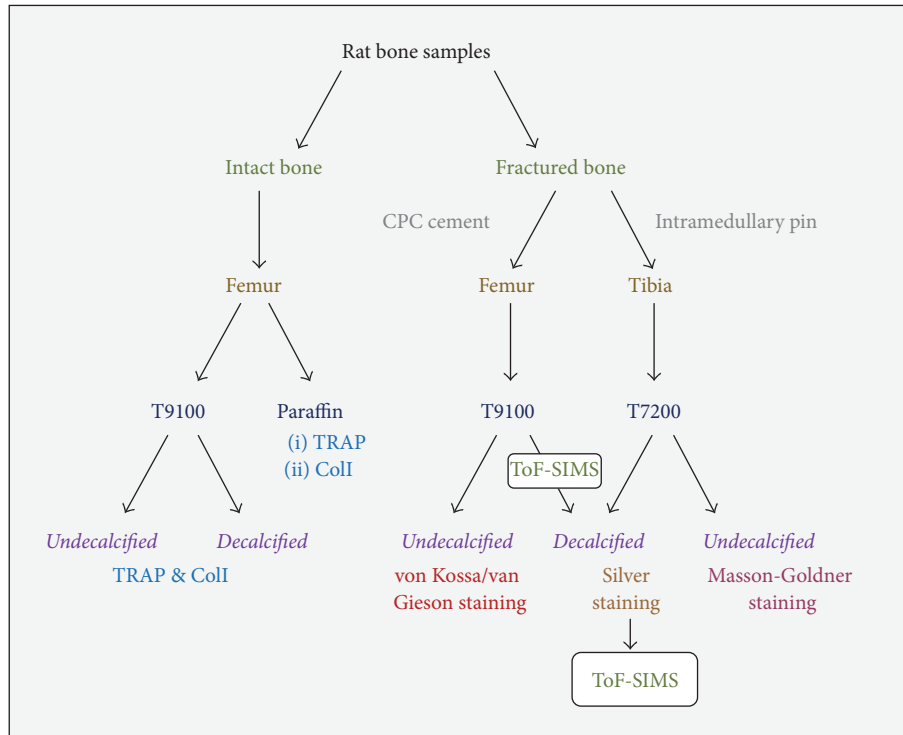 Rat bone samples
Intact bone
Fractured bone
CPC cement
Intramedullary pin
Femur
Femur
Tibia
T9100
Paraffin
(i) TRAP
(ii) ColI
T9100
T7200
ToF-SIMS
Undecalcified
Decalcified
TRAP & ColI
Undecalcified
Decalcified
Undecalcified
von Kossa/van
Gieson staining
Silver
staining
Masson-Goldner
staining
ToF-SIMS